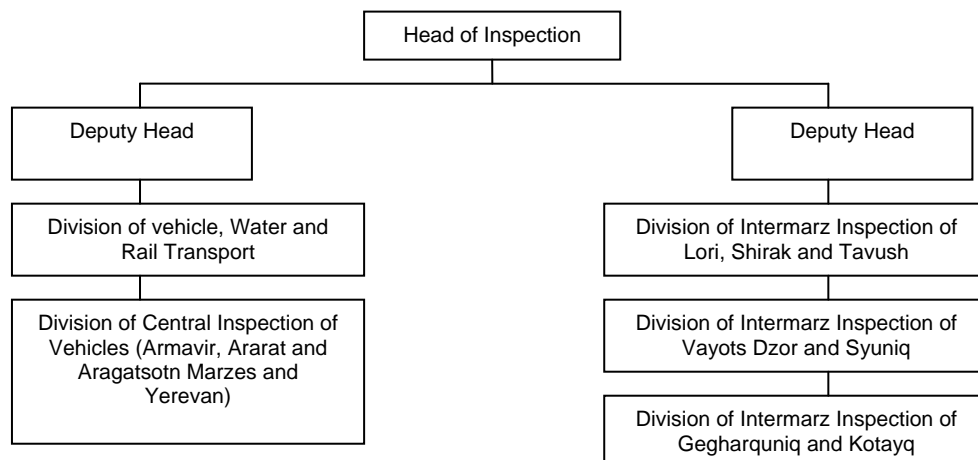 Head of Inspection
Deputy Head
Deputy Head
Division of vehicle, Water and
Rail Transport
Division of Intermarz Inspection of
Lori, Shirak and Tavush
Division of Central Inspection of
Vehicles (Armavir, Ararat and
Aragatsotn Marzes and
Yerevan)
Division of Intermarz Inspection of
Vayots Dzor and Syuniq
Division of Intermarz Inspection of
Gegharquniq and Kotayq